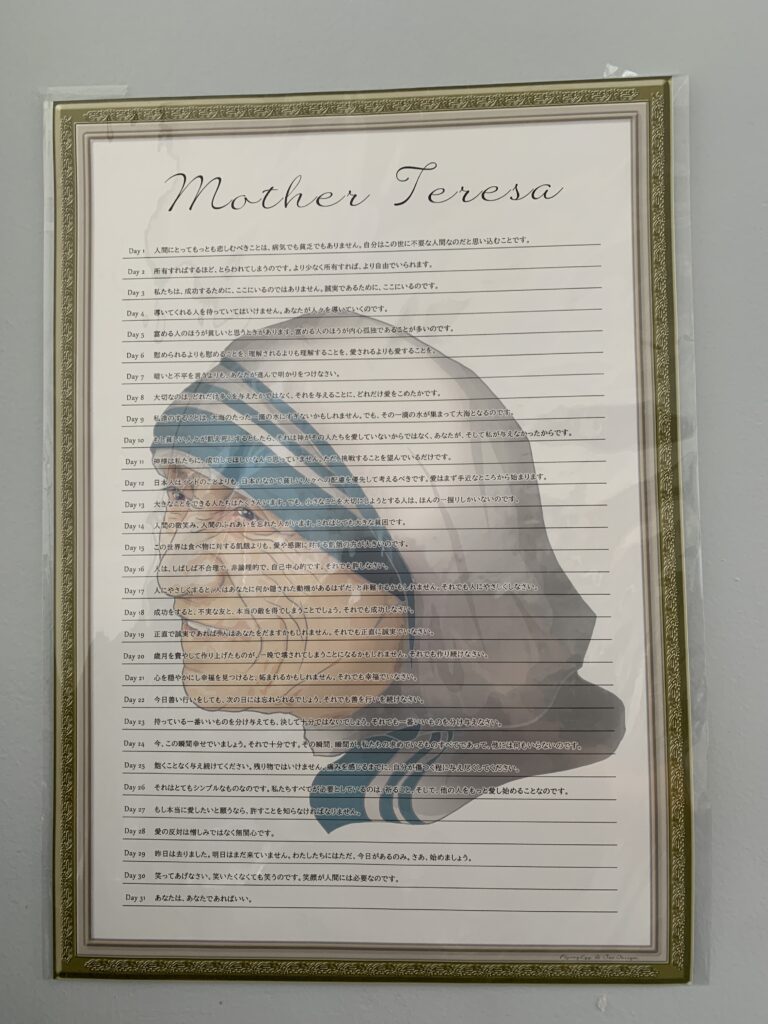 Mother Teresa
Day 1 人間にとってもっとも悲しむべきことは、病気でも貧乏でもありません。自分はこの世に不要な人間なのだと思い込むことです。
Day 2 所有すればするほど、とらわれてしまうのです。より少なく所有すれば、より自由でいられます。
Day 3 私たちは、成功するために、ここにいるのではありません。誠実であるために、ここにいるのです。
Day 4 導いてくれる人を待っていてはいけません。あなたが人々を導いていくのです。
Day 5 富める人のほうが貧しいと思うときがあります。富める人のほうが内心孤独であることが多いのです。
Day 6 慰められるよりも慰めることを、理解されるよりも理解することを、愛されるよりも愛することを。
Day 7 暗いと不平を言うよりも、あなたが進んで明かりをつけなさい。
Day 8 大切なのは、どれだけ多くを与えたかではなく、それを与えることに、どれだけ愛をこめたかです。
Day 9 私達のすることは、大海のたった一滴の水にすぎないかもしれません。でも、その一滴の水が集まって大海となるのです。
Day 10 もし貧しい人々が飢え死にするとしたら、それは神がその人たちを愛していないからではなく、あなたが、そして私が与えなかったからです。
Day 11 神様は私たちに、成功してほしいなんて思っていません。ただ、挑戦することを望んでいるだけです。
Day 12 日本人はインドのことよりも、日本のなかで貧しい人々への配慮を優先して考えるべきです。愛はまず手近なところから始まります。
Day 13 大きなことをできる人たちはたくさんいます。でも、小さなことを大切にしようとする人は、ほんの一握りしかいないのです。
Day 14 人間の微笑み、人間のふれあいを忘れた人がいます。これはとても大きな貧困です。
Day 15 この世界は食べ物に対する飢餓よりも、愛や感謝に対する飢餓の方が大きいのです。
Day 16 人は、しばしば不合理で、非論理的で、自己中心的です。それでも許しなさい。
Day 17 人にやさしくすると、人はあなたに何か隠された動機があるはずだ、と非難するかもしれません。それでも人にやさしくしなさい。
Day 18 成功をすると、不実な友と、本当の敵を得てしまうことでしょう。それでも成功しなさい。
Day 19 正直で誠実であれば、人はあなたをだますかもしれません。それでも正直に誠実でいなさい。
Day 20 歳月を費やして作り上げたものが、一晩で壊されてしまうことになるかもしれません。それでも作り続けなさい。
Day 21 心を穏やかにし幸福を見つけると、妬まれるかもしれません。それでも幸福でいなさい。
Day 22 今日善い行いをしても、次の日には忘れられるでしょう。それでも善を行いを続けなさい。
Day 23 持っている一番いいものを分け与えても、決して十分ではないでしょう。それでも一番いいものを分け与えなさい。
Day 24 今、この瞬間幸せでいましょう。それで十分です。その瞬間、瞬間が、私たちの求めているものすべてであって、他には何もいらないのです。
Day 25 飽くことなく与え続けてください。残り物ではいけません。痛みを感じるまでに、自分が傷つく程に与え尽くしてください。
Day 26 それはとてもシンプルなものなのです。私たちすべてが必要としているのは、祈ること、そして、他の人をもっと愛し始めることなのです。
Day 27 もし本当に愛したいと願うなら、許すことを知らなければなりません。
Day 28 愛の反対は憎しみではなく無関心です。
Day 29 昨日は去りました。明日はまだ来ていません。わたしたちにはただ、今日があるのみ。さあ、始めましょう。
Day 30 笑ってあげなさい。笑いたくなくても笑うのです。笑顔が人間には必要なのです。
Day 31 あなたは、あなたであればいい。